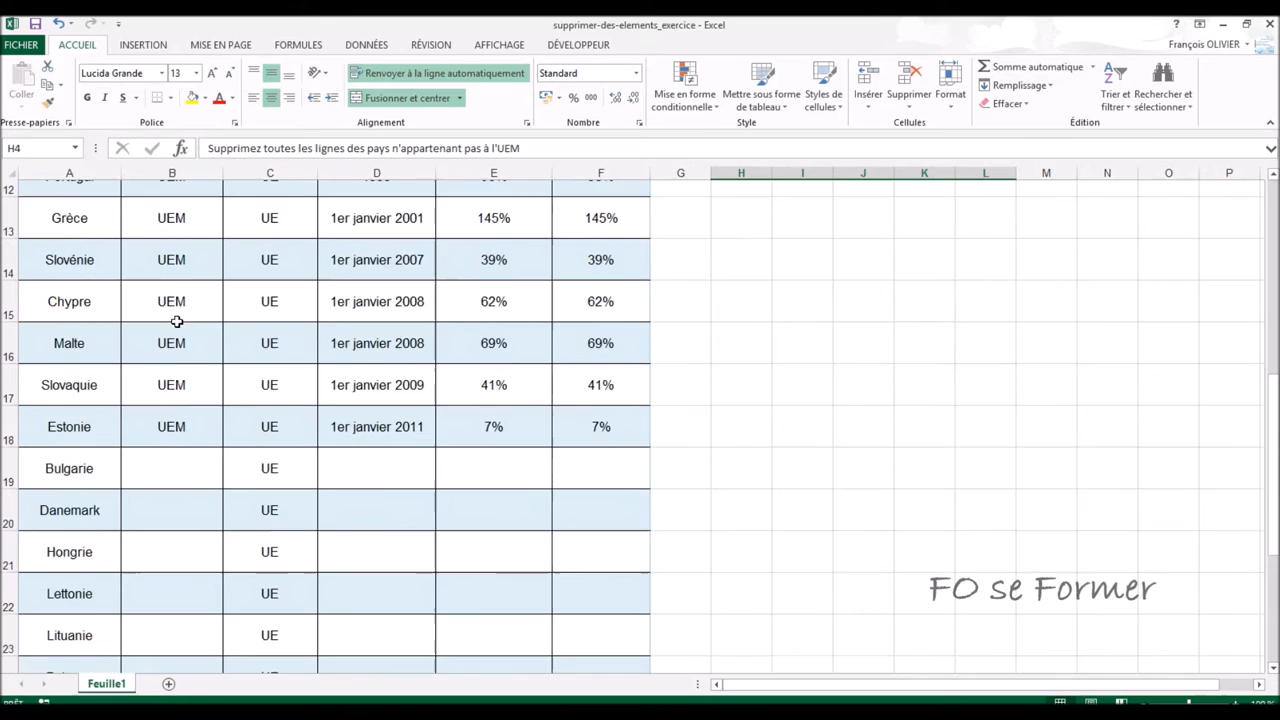 supprimer-des-elements_exercice - Excel
FICHIER ACCUEIL INSERTION MISE EN PAGE FORMULES DONNÉES RÉVISION AFFICHAGE DÉVELOPPEUR François OLIVIER
Lucida Grande 13 Renvoyer à la ligne automatiquement Standard Somme automatique
Coller G I S Fusionner et centrer % 000 Mise en forme conditionnelle Mettre sous forme de tableau Styles de cellules Insérer Supprimer Format Remplissage Effacer Trier et filtrer Rechercher et sélectionner
Presse-papiers Police Alignement Nombre Style Cellules Édition
H4 fx Supprimez toutes les lignes des pays n'appartenant pas à l'UEM
A B C D E F G H I J K L M N O P
12
13 Grèce UEM UE 1er janvier 2001 145% 145%
14 Slovénie UEM UE 1er janvier 2007 39% 39%
15 Chypre UEM UE 1er janvier 2008 62% 62%
16 Malte UEM UE 1er janvier 2008 69% 69%
17 Slovaquie UEM UE 1er janvier 2009 41% 41%
18 Estonie UEM UE 1er janvier 2011 7% 7%
19 Bulgarie UE
20 Danemark UE
21 Hongrie UE
22 Lettonie UE
23 Lituanie UE
FO se Former
Feuille1